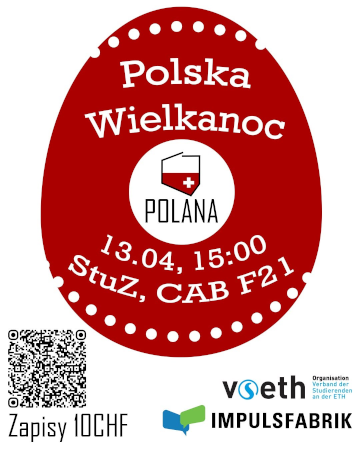 Polska
Wielkanoc
POLANA
13.04, 15:00
StuZ, CAB F21
Zapisy 10CHF
vseth
Organisation
Verband der
Studierenden
an der ETH
IMPULSFABRIK